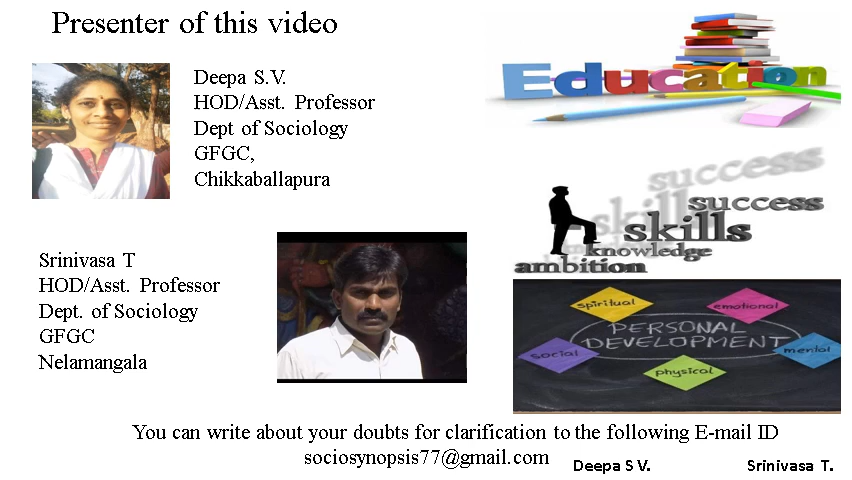 Presenter of this video
Deepa S.V.
HOD/Asst. Professor
Dept of Sociology
GFGC,
Chikkaballapura
Srinivasa T
HOD/Asst. Professor
Dept. of Sociology
GFGC
Nelamangala
Education
success
success
skills
skills
knowledge
ambition
spiritual
emotional
PERSONAL
DEVELOPMENT
social
mental
physical
You can write about your doubts for clarification to the following E-mail ID
sociosynopsis77@gmail.com
Deepa S V.
Srinivasa T.